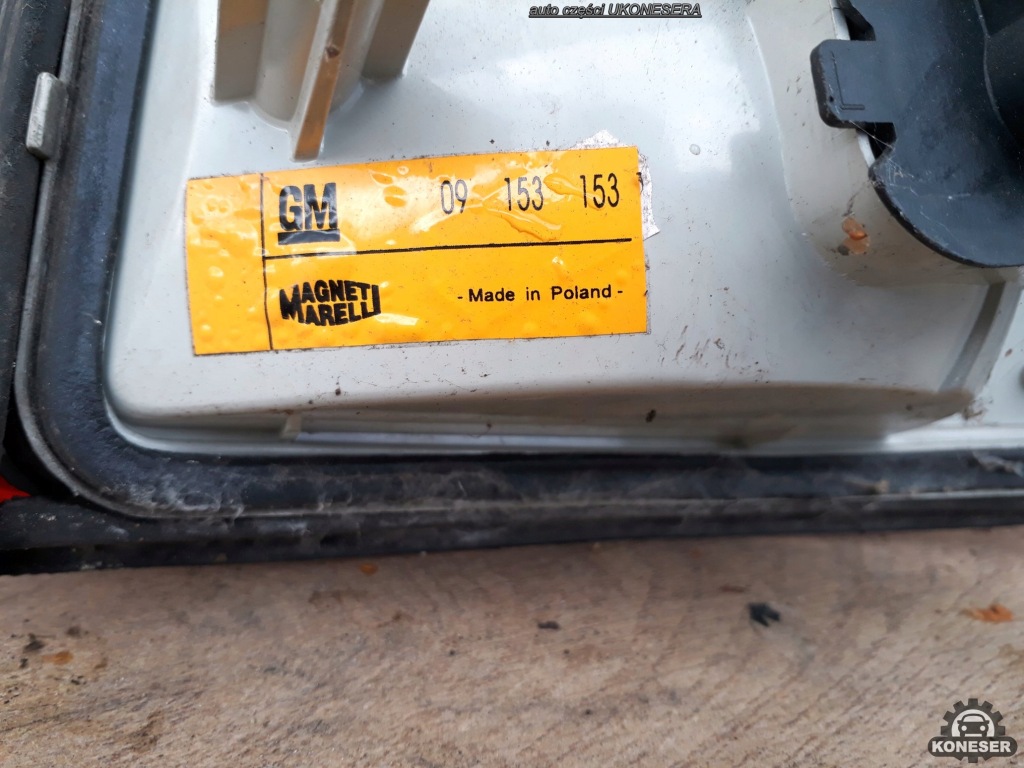 auto części UKONESERA
GM 09 153 153
MAGNETI
MARELLI
- Made in Poland -
KONESER